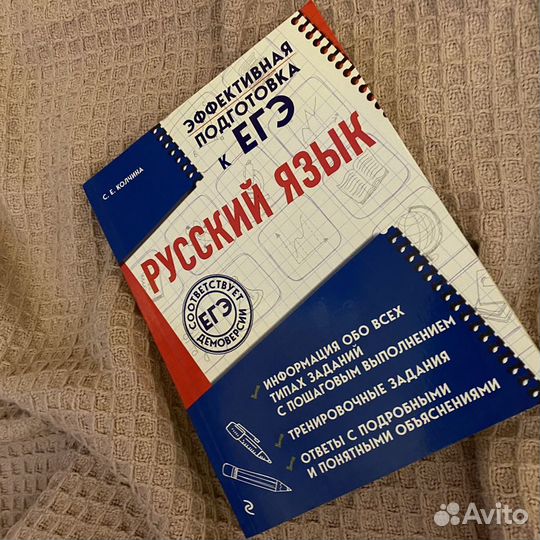 С. Е. КОЛЧИНА
ЭФФЕКТИВНАЯ
ПОДГОТОВКА
К ЕГЭ
РУССКИЙ ЯЗЫК
СООТВЕТСТВУЕТ
ЕГЭ
ДЕМОВЕРСИИ
ИНФОРМАЦИЯ ОБО ВСЕХ
ТИПАХ ЗАДАНИЙ
С ПОШАГОВЫМ ВЫПОЛНЕНИЕМ
ТРЕНИРОВОЧНЫЕ ЗАДАНИЯ
ОТВЕТЫ С ПОДРОБНЫМИ
И ПОНЯТНЫМИ ОБЪЯСНЕНИЯМИ
Avito